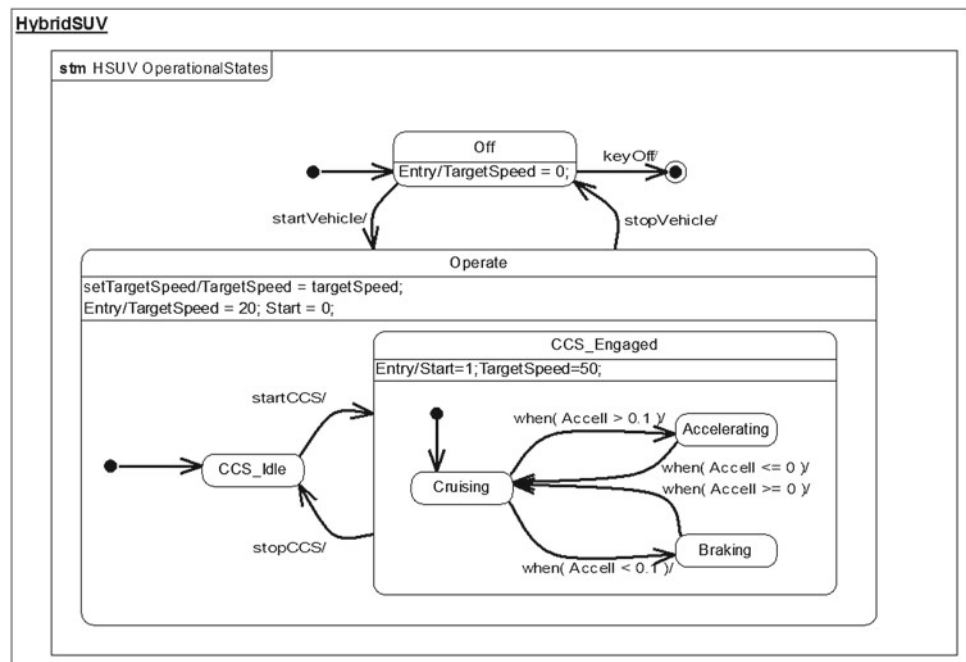 HybridSUV
stm HSUV OperationalStates
Off
Entry/TargetSpeed = 0;
keyOff/
startVehicle/
stopVehicle/
Operate
setTargetSpeed/TargetSpeed = targetSpeed;
Entry/TargetSpeed = 20; Start = 0;
CCS_Engaged
Entry/Start=1;TargetSpeed=50;
startCCS/
when( Accell > 0.1 )/
Accelerating
CCS_Idle
when( Accell <= 0 )/
Cruising
when( Accell >= 0 )/
stopCCS/
Braking
when( Accell < 0.1 )/